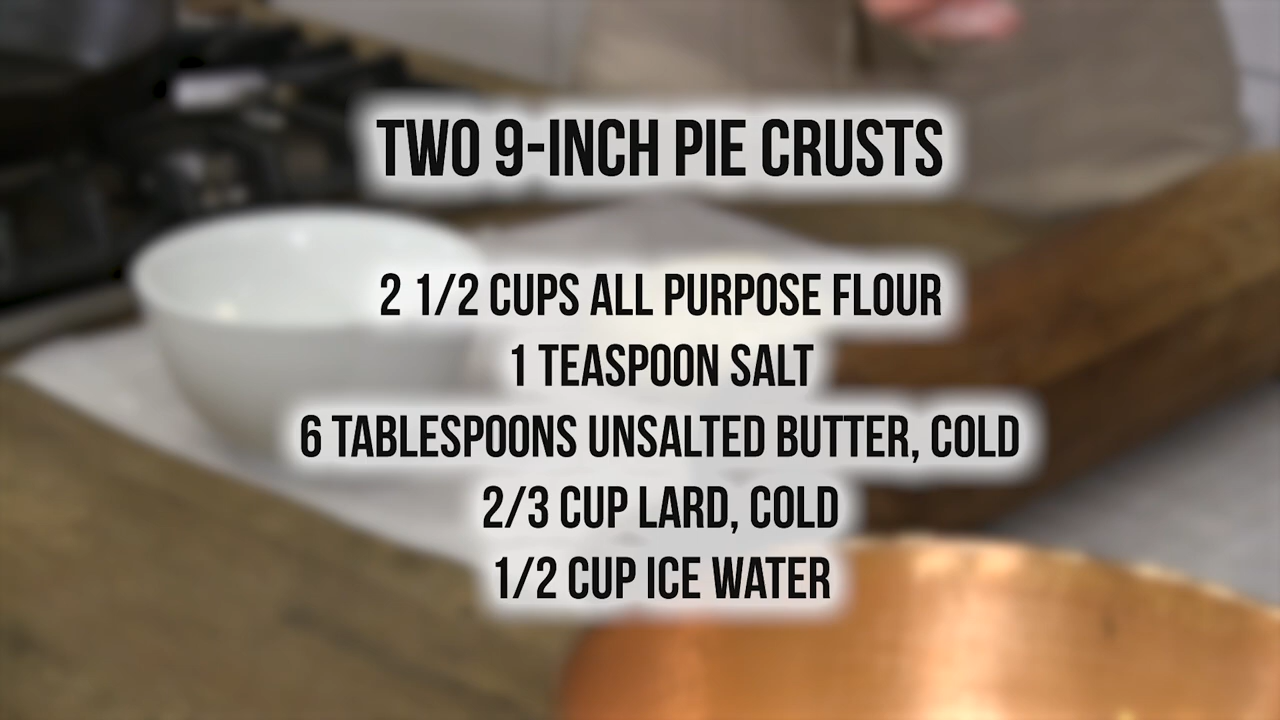 TWO 9-INCH PIE CRUSTS
2 1/2 CUPS ALL PURPOSE FLOUR
1 TEASPOON SALT
6 TABLESPOONS UNSALTED BUTTER, COLD
2/3 CUP LARD, COLD
1/2 CUP ICE WATER